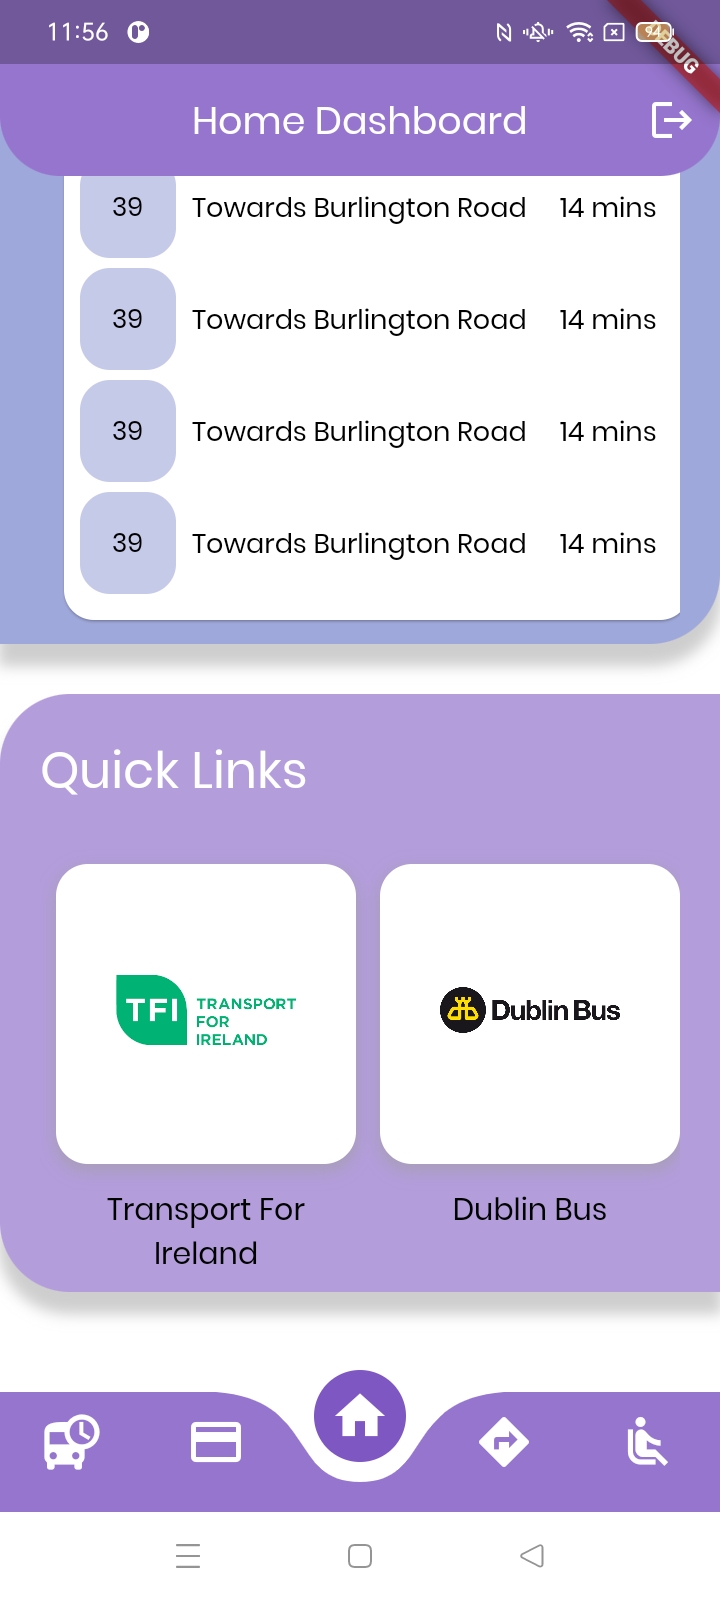 11:56
94
DEBUG
Home Dashboard
39 Towards Burlington Road 14 mins
39 Towards Burlington Road 14 mins
39 Towards Burlington Road 14 mins
39 Towards Burlington Road 14 mins
Quick Links
TFI TRANSPORT
FOR
IRELAND
Dublin Bus
Transport For
Ireland
Dublin Bus